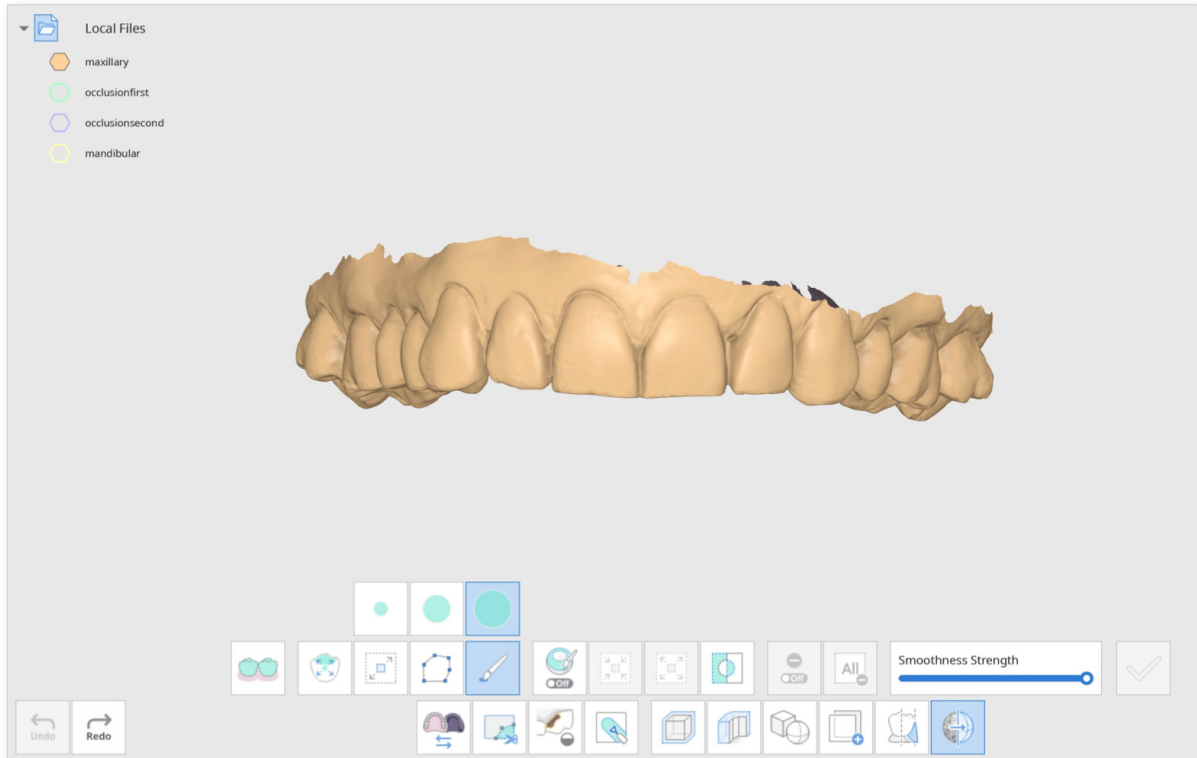 Local Files
maxillary
occlusionfirst
occlusionsecond
mandibular
Off
Off
All
Smoothness Strength
Undo
Redo